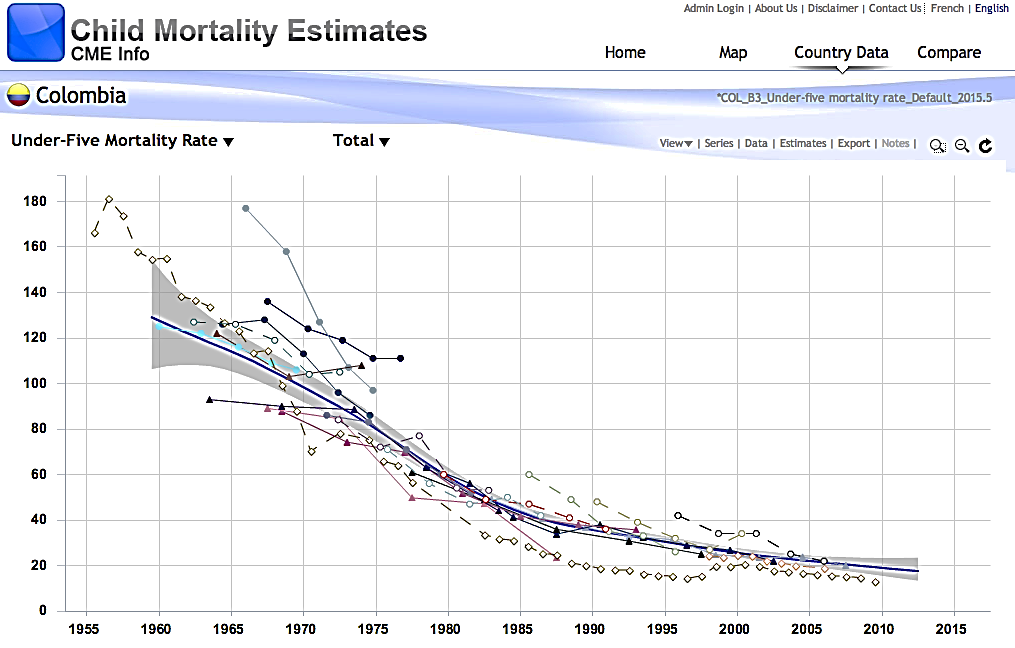 Admin Login | About Us | Disclaimer | Contact Us | French | English
Child Mortality Estimates
CME Info
Home Map Country Data Compare
Colombia
*COL_B3_Under-five mortality rate_Default_2015.5
Under-Five Mortality Rate ▼ Total ▼
View▼ | Series | Data | Estimates | Export | Notes |
180
160
140
120
100
80
60
40
20
0
1955 1960 1965 1970 1975 1980 1985 1990 1995 2000 2005 2010 2015